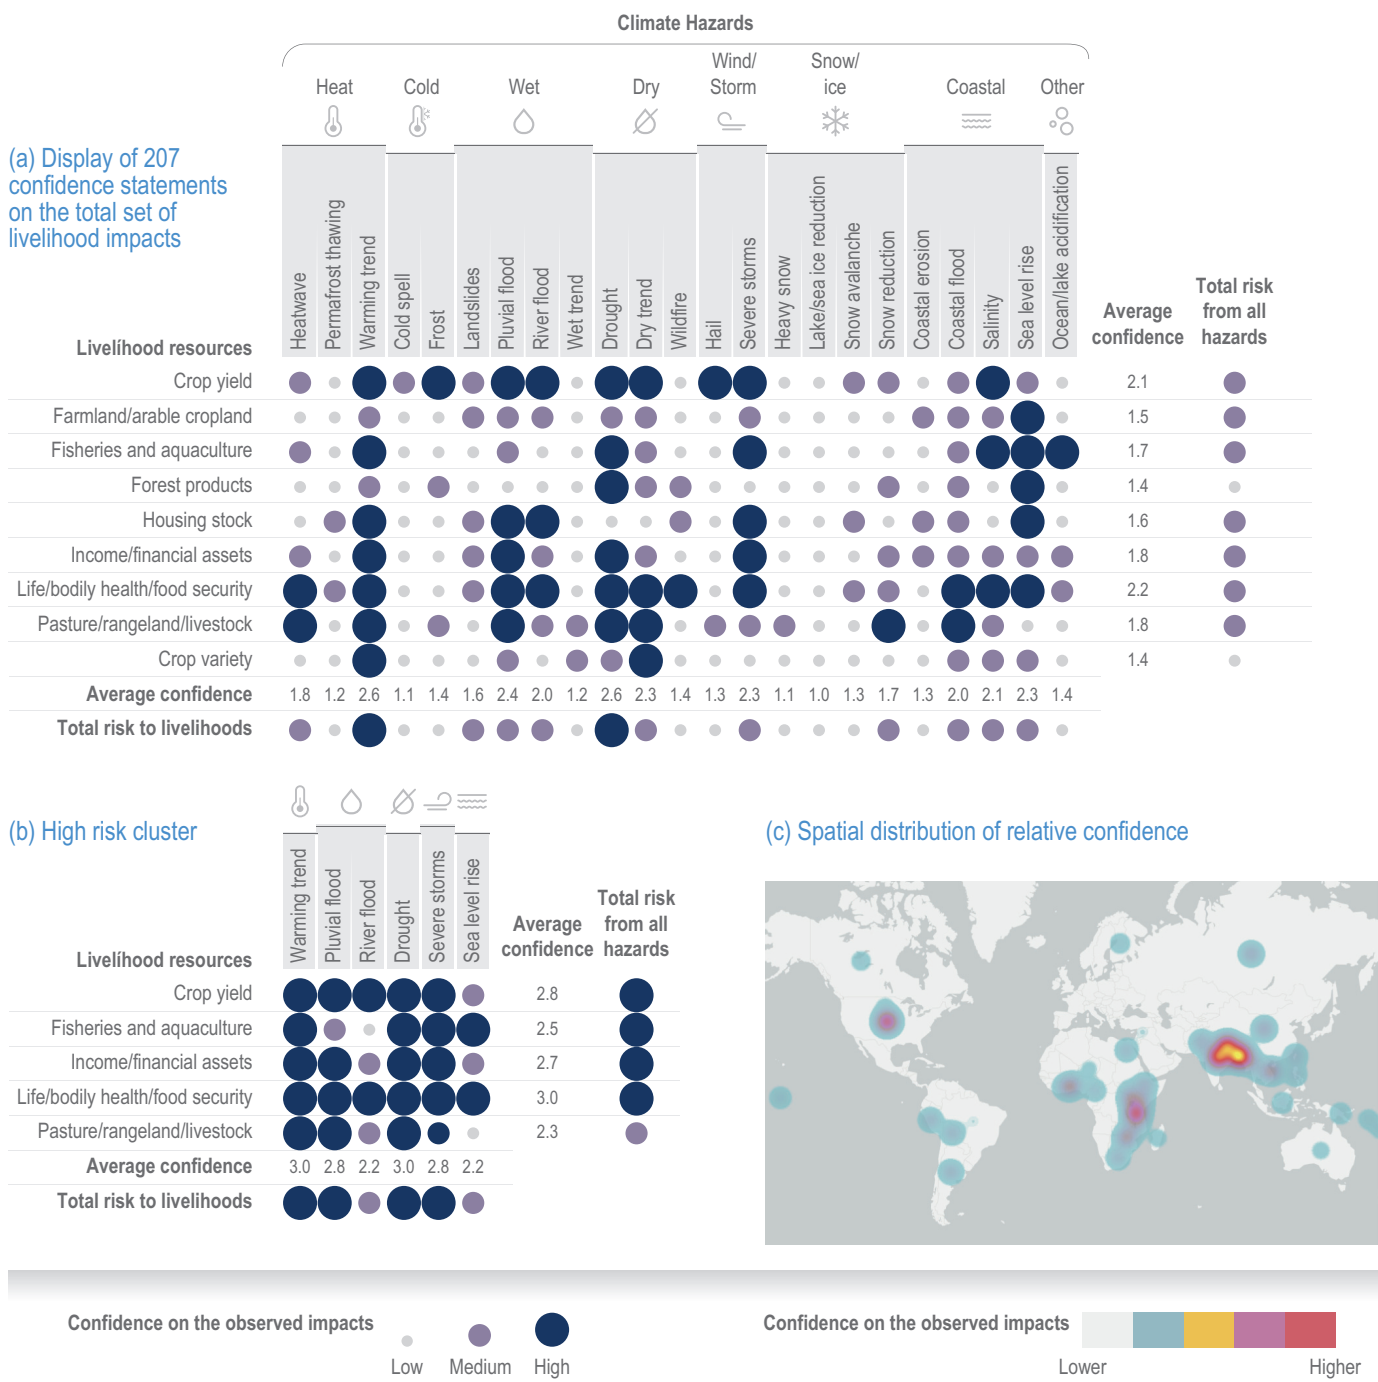 Climate Hazards
Heat
Cold
Wet
Dry
Wind/
Storm
Snow/
ice
Coastal
Other
(a) Display of 207
confidence statements
on the total set of
livelihood impacts
Heatwave
Permafrost thawing
Warming trend
Cold spell
Frost
Landslides
Pluvial flood
River flood
Wet trend
Drought
Dry trend
Wildfire
Hail
Severe storms
Heavy snow
Lake/sea ice reduction
Snow avalanche
Snow reduction
Coastal erosion
Coastal flood
Salinity
Sea level rise
Ocean/lake acidification
Average
confidence
Total risk
from all
hazards
Livelíhood resources
Crop yield 2.1
Farmland/arable cropland 1.5
Fisheries and aquaculture 1.7
Forest products 1.4
Housing stock 1.6
Income/financial assets 1.8
Life/bodily health/food security 2.2
Pasture/rangeland/livestock 1.8
Crop variety 1.4
Average confidence 1.8 1.2 2.6 1.1 1.4 1.6 2.4 2.0 1.2 2.6 2.3 1.4 1.3 2.3 1.1 1.0 1.3 1.7 1.3 2.0 2.1 2.3 1.4
Total risk to livelihoods
(b) High risk cluster
Warming trend
Pluvial flood
River flood
Drought
Severe storms
Sea level rise
Average
confidence
Total risk
from all
hazards
Livelíhood resources
Crop yield 2.8
Fisheries and aquaculture 2.5
Income/financial assets 2.7
Life/bodily health/food security 3.0
Pasture/rangeland/livestock 2.3
Average confidence 3.0 2.8 2.2 3.0 2.8 2.2
Total risk to livelihoods
(c) Spatial distribution of relative confidence
Confidence on the observed impacts
Low Medium High
Confidence on the observed impacts
Lower Higher